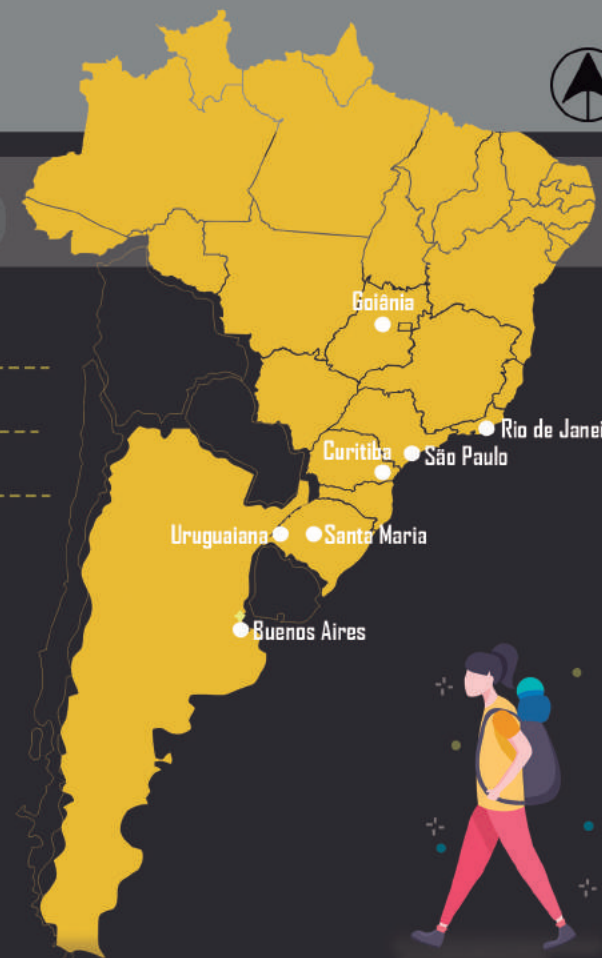 Goiânia
Rio de Janei
São Paulo
Curitiba
Uruguaiana
Santa Maria
Buenos Aires